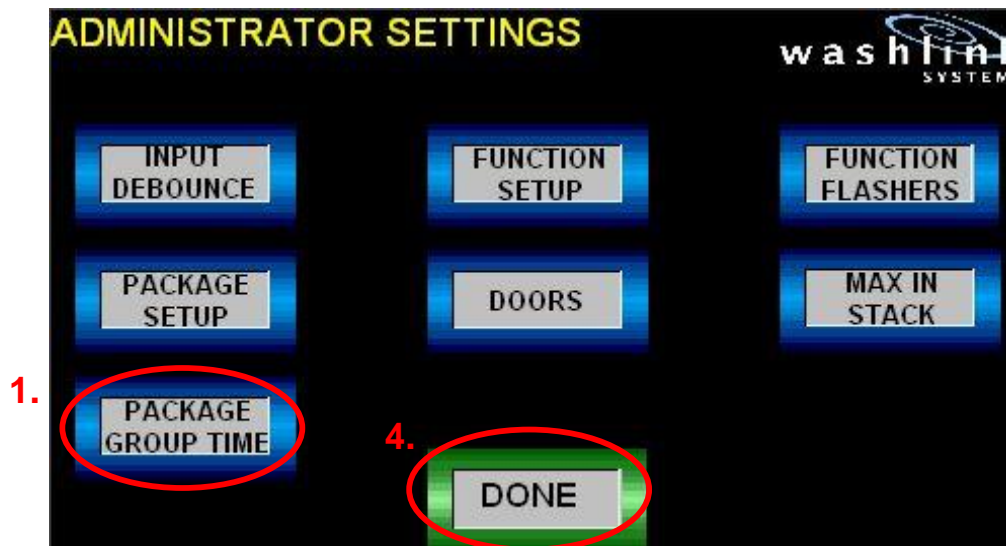 ADMINISTRATOR SETTINGS
washlink
SYSTEM
INPUT
DEBOUNCE
FUNCTION
SETUP
FUNCTION
FLASHERS
PACKAGE
SETUP
DOORS
MAX IN
STACK
1.
PACKAGE
GROUP TIME
4.
DONE